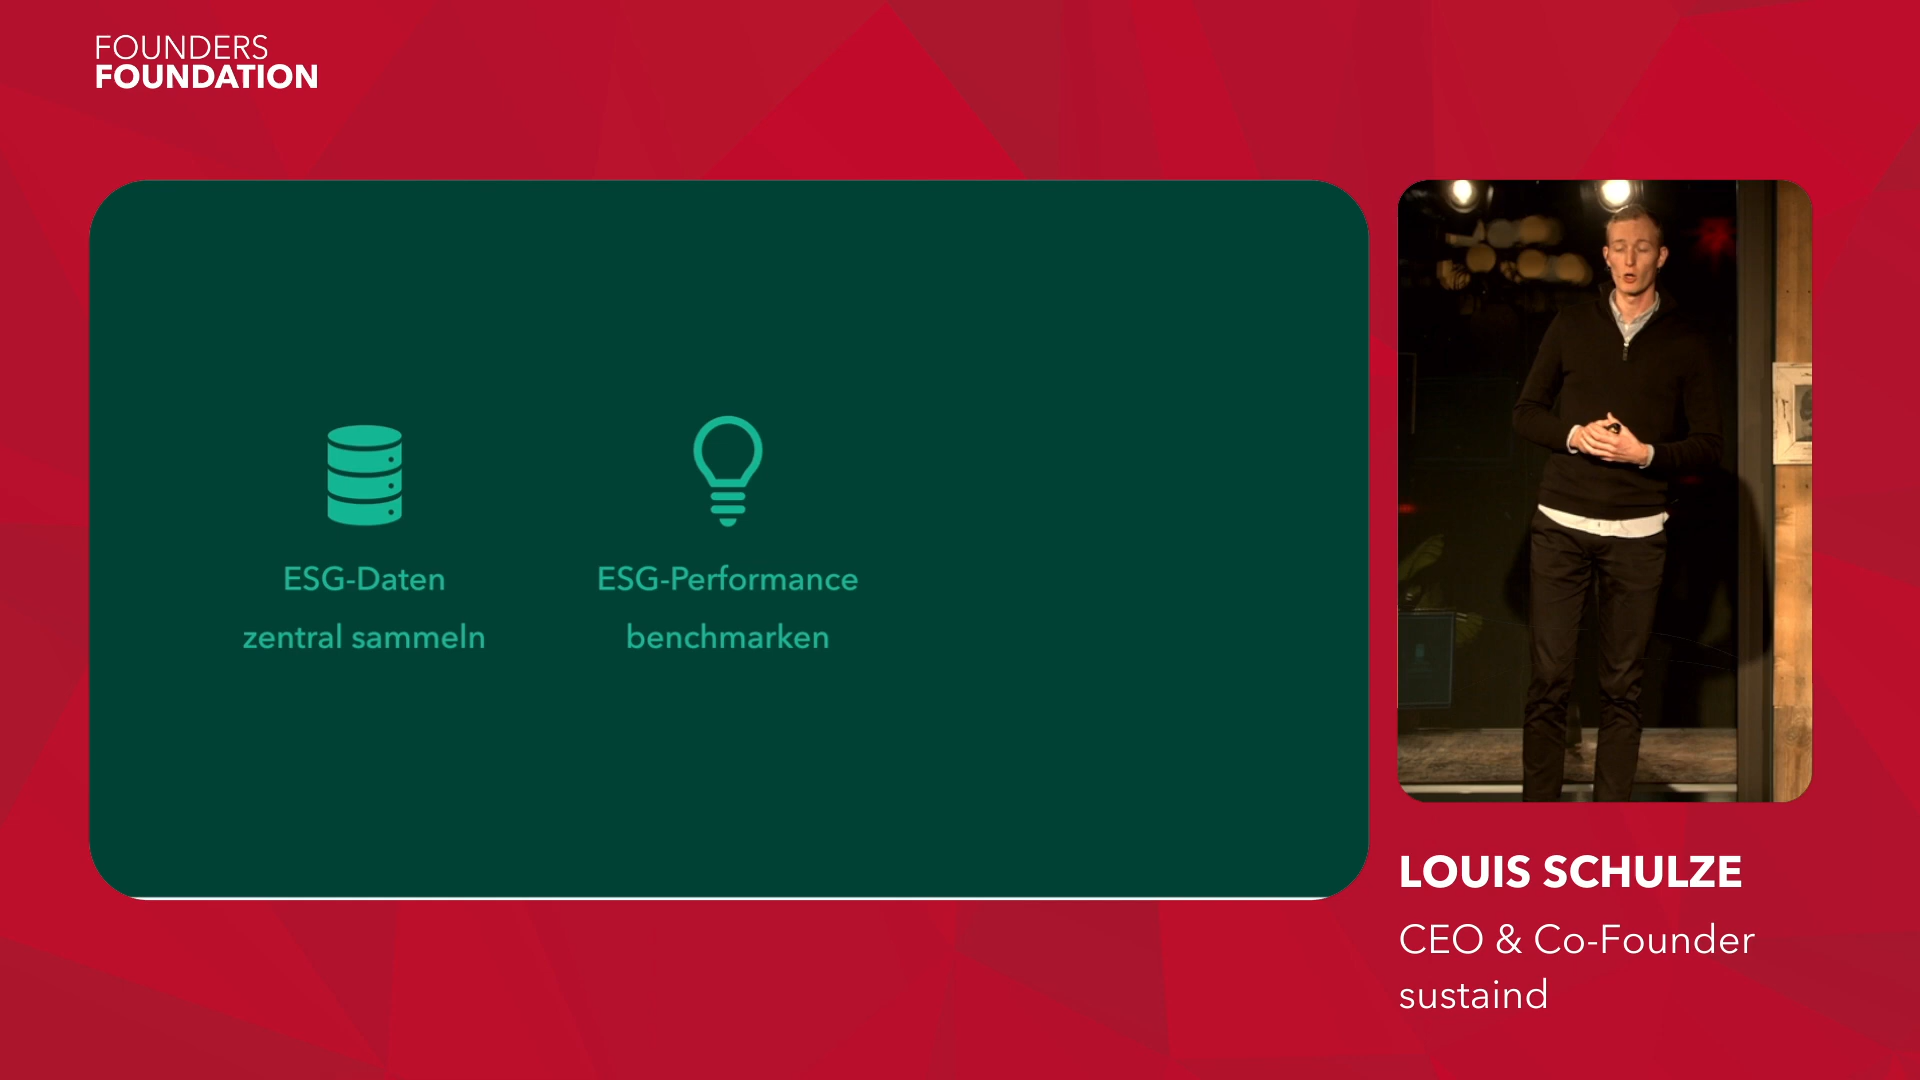 FOUNDERS
FOUNDATION
ESG-Daten
zentral sammeln
ESG-Performance
benchmarken
LOUIS SCHULZE
CEO & Co-Founder
sustaind